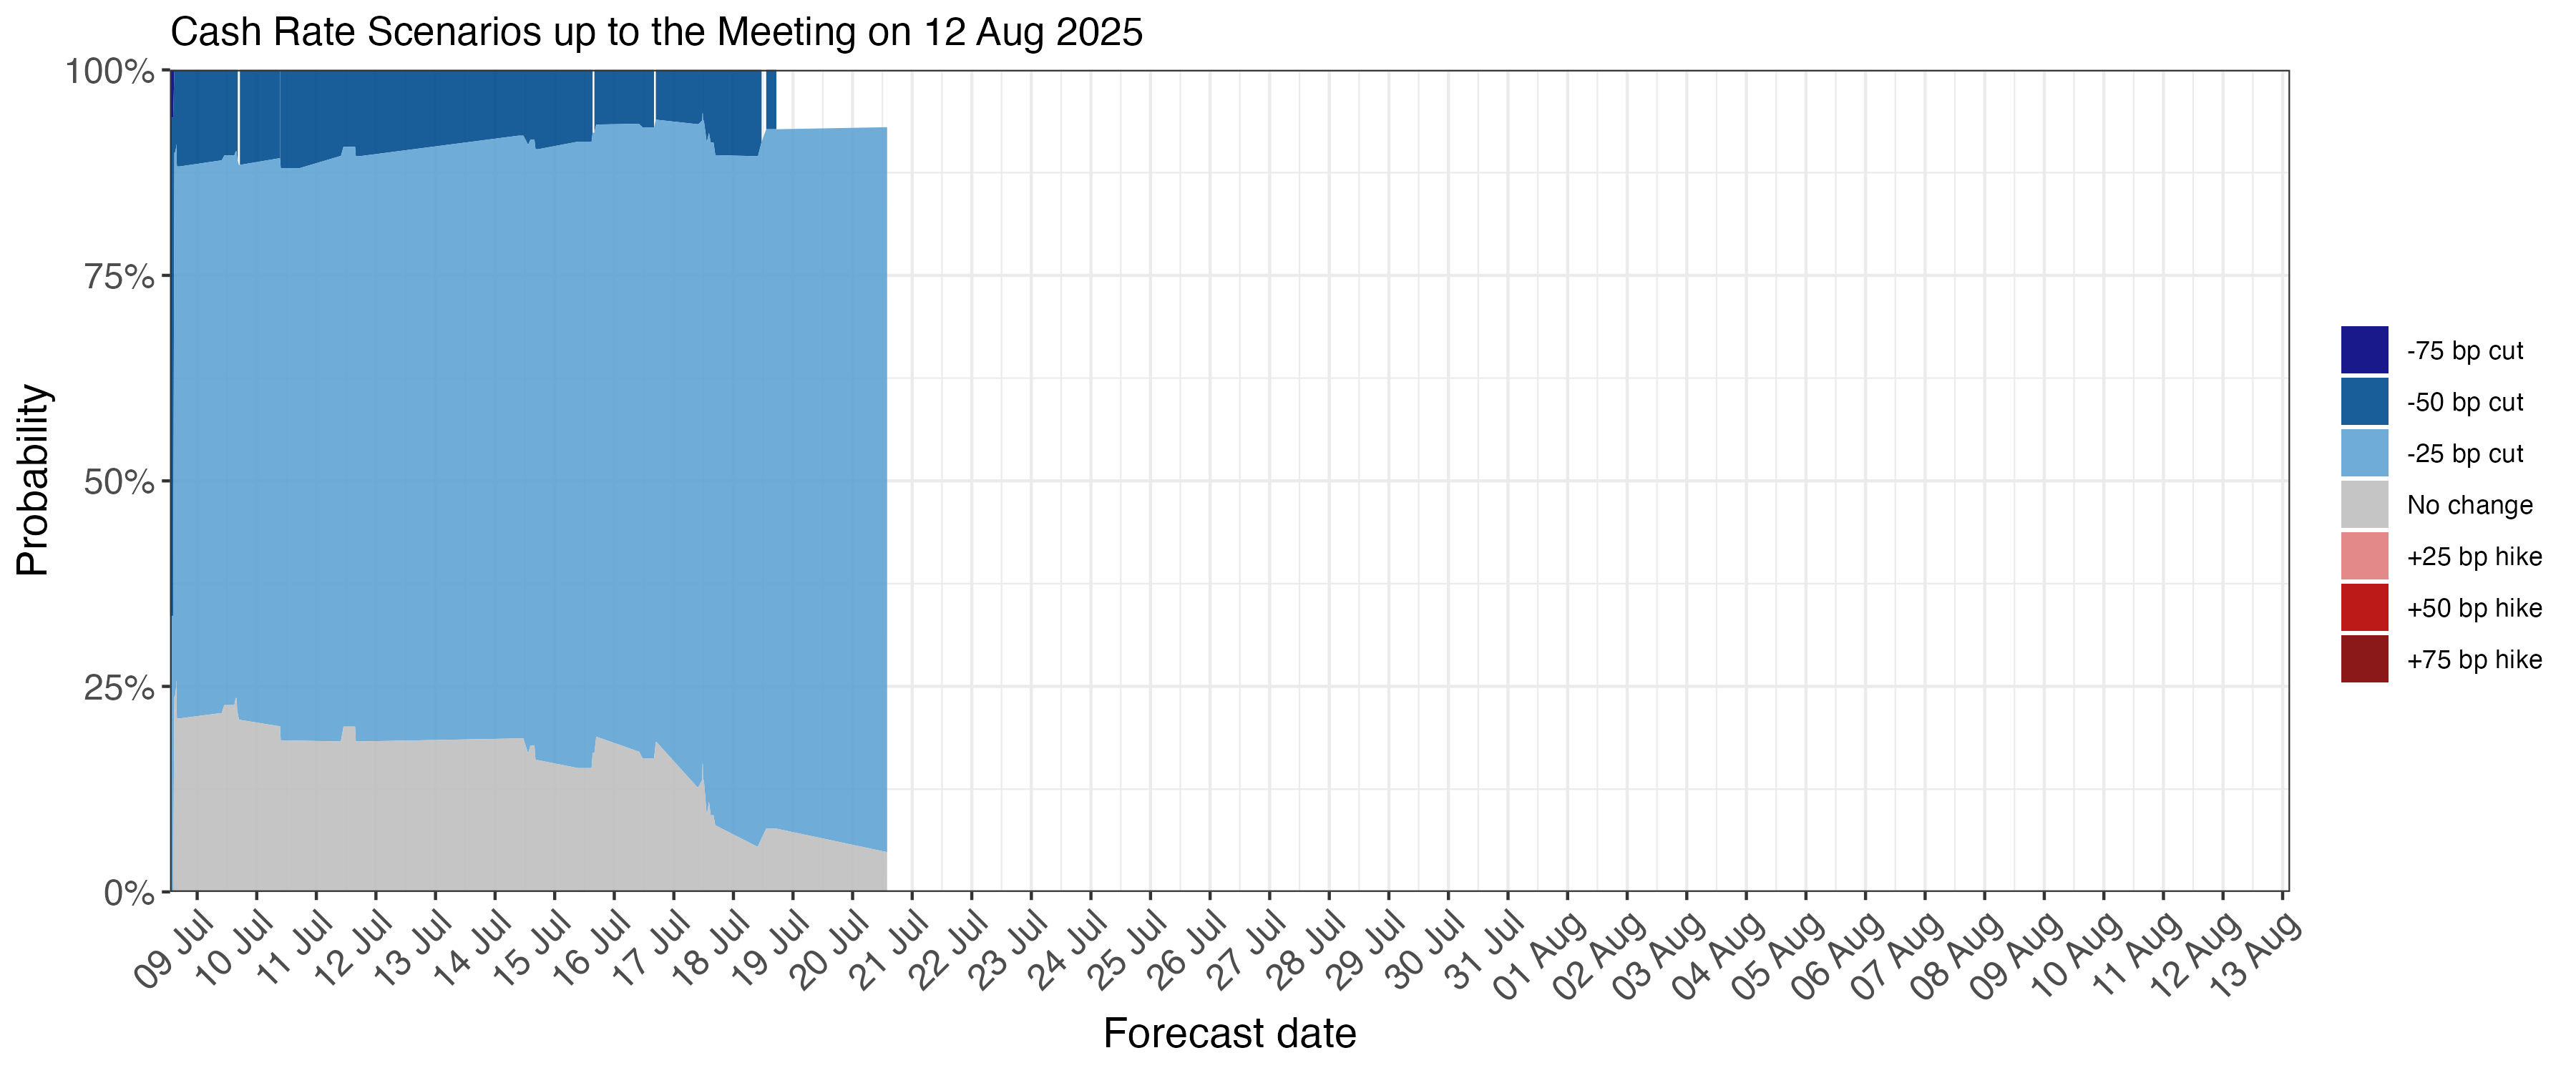 Cash Rate Scenarios up to the Meeting on 12 Aug 2025
Probability
100%
75%
50%
25%
0%
09 Jul
10 Jul
11 Jul
12 Jul
13 Jul
14 Jul
15 Jul
16 Jul
17 Jul
18 Jul
19 Jul
20 Jul
21 Jul
22 Jul
23 Jul
24 Jul
25 Jul
26 Jul
27 Jul
28 Jul
29 Jul
30 Jul
31 Jul
01 Aug
02 Aug
03 Aug
04 Aug
05 Aug
06 Aug
07 Aug
08 Aug
09 Aug
10 Aug
11 Aug
12 Aug
13 Aug
Forecast date
-75 bp cut
-50 bp cut
-25 bp cut
No change
+25 bp hike
+50 bp hike
+75 bp hike